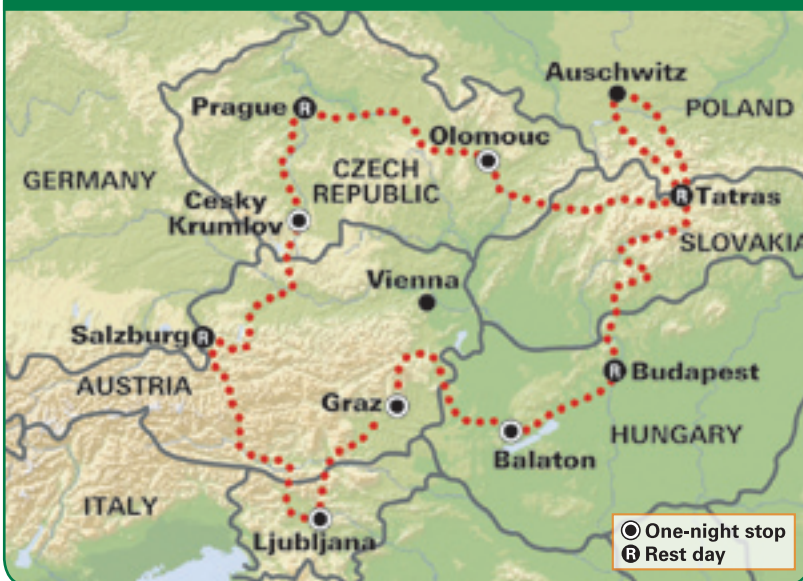 Auschwitz
Prague R
POLAND
Olomouc
CZECH
REPUBLIC
GERMANY
R Tatras
Cesky
Krumlov
SLOVAKIA
Vienna
Salzburg R
AUSTRIA
R Budapest
Graz
HUNGARY
Balaton
ITALY
Ljubljana
One-night stop
R Rest day